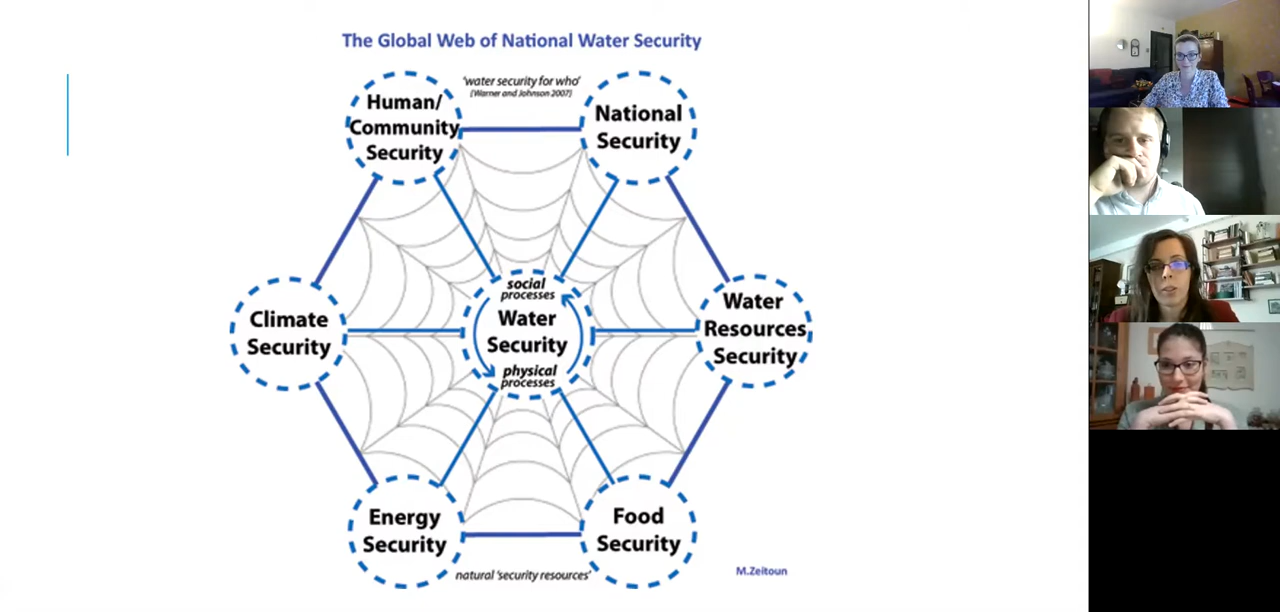 The Global Web of National Water Security
'water security for who'
(Warner and Johnson 2007)
Human/
Community
Security
National
Security
social
processes
Water
Security
physical
processes
Climate
Security
Water
Resources
Security
Energy
Security
Food
Security
natural 'security resources'
M.Zeitoun